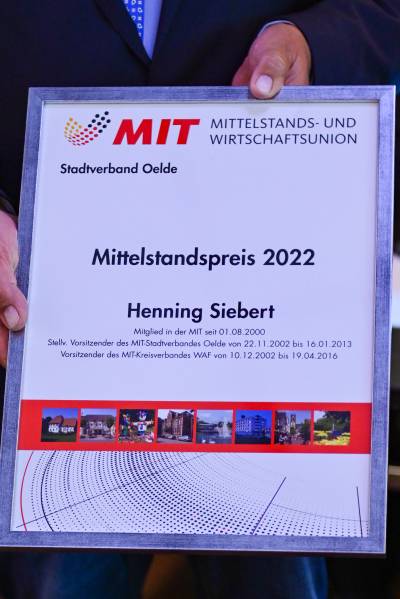 MIT MITTELSTANDS- UND
WIRTSCHAFTSUNION
Stadtverband Oelde
Mittelstandspreis 2022
Henning Siebert
Mitglied in der MIT seit 01.08.2000
Stellv. Vorsitzender des MIT-Stadtverbandes Oelde von 22.11.2002 bis 16.01.2013
Vorsitzender des MIT-Kreisverbandes WAF von 10.12.2002 bis 19.04.2016